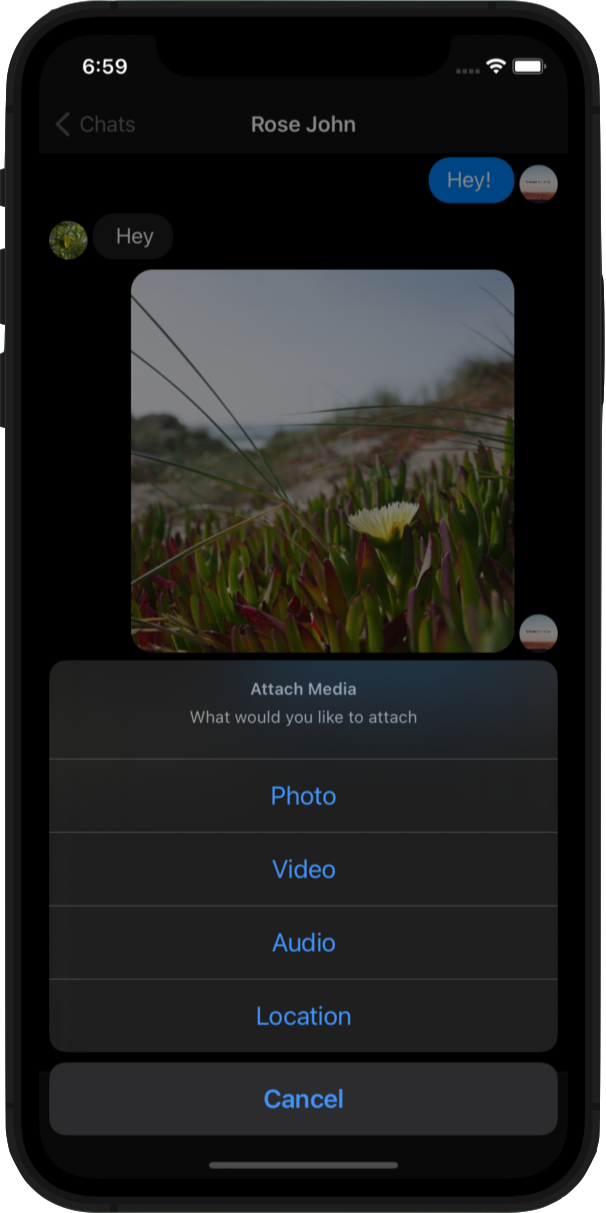 6:59
Chats
Rose John
Hey!
Hey
Attach Media
What would you like to attach
Photo
Video
Audio
Location
Cancel